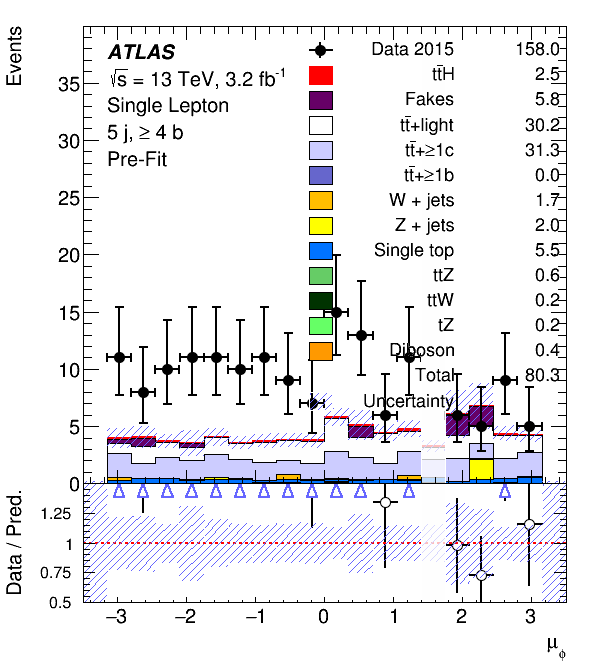 Events
ATLAS
√s = 13 TeV, 3.2 fb⁻¹
Single Lepton
5 j, ≥ 4 b
Pre-Fit
Data 2015 158.0
tt̄H 2.5
Fakes 5.8
tt̄+light 30.2
tt̄+≥1c 31.3
tt̄+≥1b 0.0
W + jets 1.7
Z + jets 2.0
Single top 5.5
ttZ 0.6
ttW 0.2
tZ 0.2
Diboson 0.4
Total 80.3
Uncertainty
35
30
25
20
15
10
5
0
Data / Pred.
1.25
1
0.75
0.5
−3 −2 −1 0 1 2 3
μ_ϕ